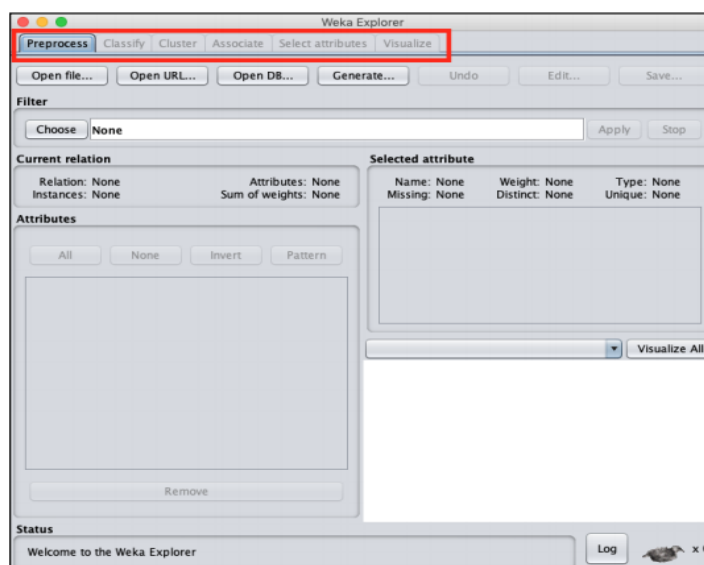 Weka Explorer
Preprocess Classify Cluster Associate Select attributes Visualize
Open file... Open URL... Open DB... Generate... Undo Edit... Save...
Filter
Choose None Apply Stop
Current relation
Relation: None Attributes: None
Instances: None Sum of weights: None
Selected attribute
Name: None Weight: None Type: None
Missing: None Distinct: None Unique: None
Attributes
All None Invert Pattern
Visualize All
Remove
Status
Welcome to the Weka Explorer
Log x